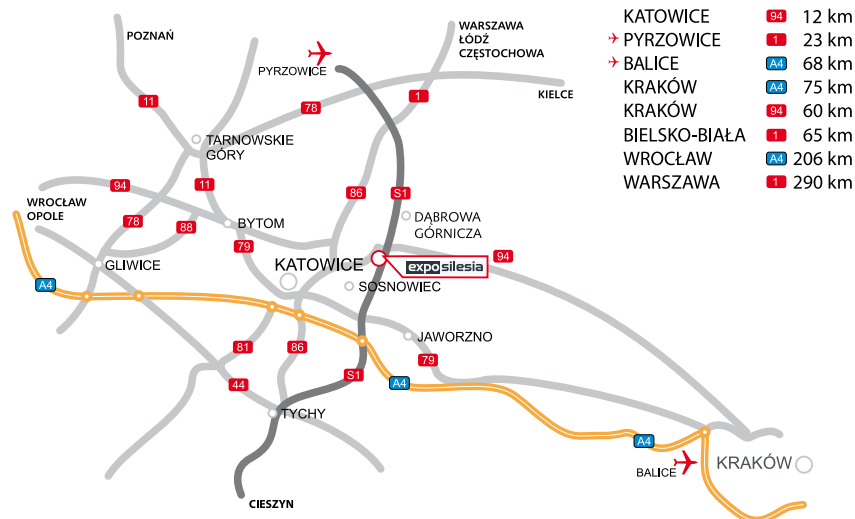 POZNAŃ
WARSZAWA
ŁÓDŹ
CZĘSTOCHOWA
PYRZOWICE
KIELCE
11
78
1
TARNOWSKIE
GÓRY
94
11
86
S1
WROCŁAW
OPOLE
78
88
BYTOM
DĄBROWA
GÓRNICZA
79
94
GLIWICE
KATOWICE
expo silesia
A4
SOSNOWIEC
81
86
JAWORZNO
79
44
S1
A4
TYCHY
A4
BALICE
KRAKÓW
CIESZYN
KATOWICE 94 12 km
PYRZOWICE 1 23 km
BALICE A4 68 km
KRAKÓW A4 75 km
KRAKÓW 94 60 km
BIELSKO-BIAŁA 1 65 km
WROCŁAW A4 206 km
WARSZAWA 1 290 km